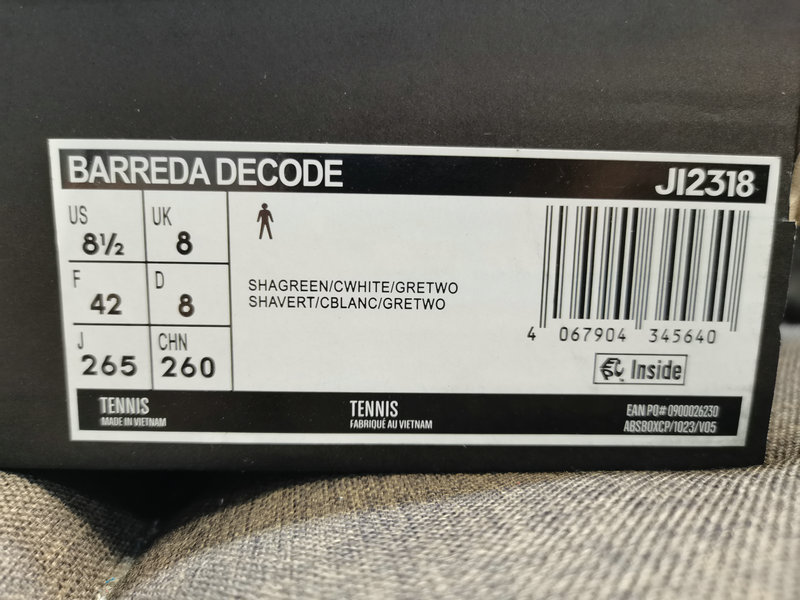 BARREDA DECODE JI2318
US 8½ UK 8
F 42 D 8
J 265 CHN 260
SHAGREEN/CWHITE/GRETWO
SHAVERT/CBLANC/GRETWO
4 067904 345640
Inside
TENNIS
MADE IN VIETNAM
TENNIS
FABRIQUÉ AU VIETNAM
EAN PO# 0900026230
ABSBOXCP/1023/V05